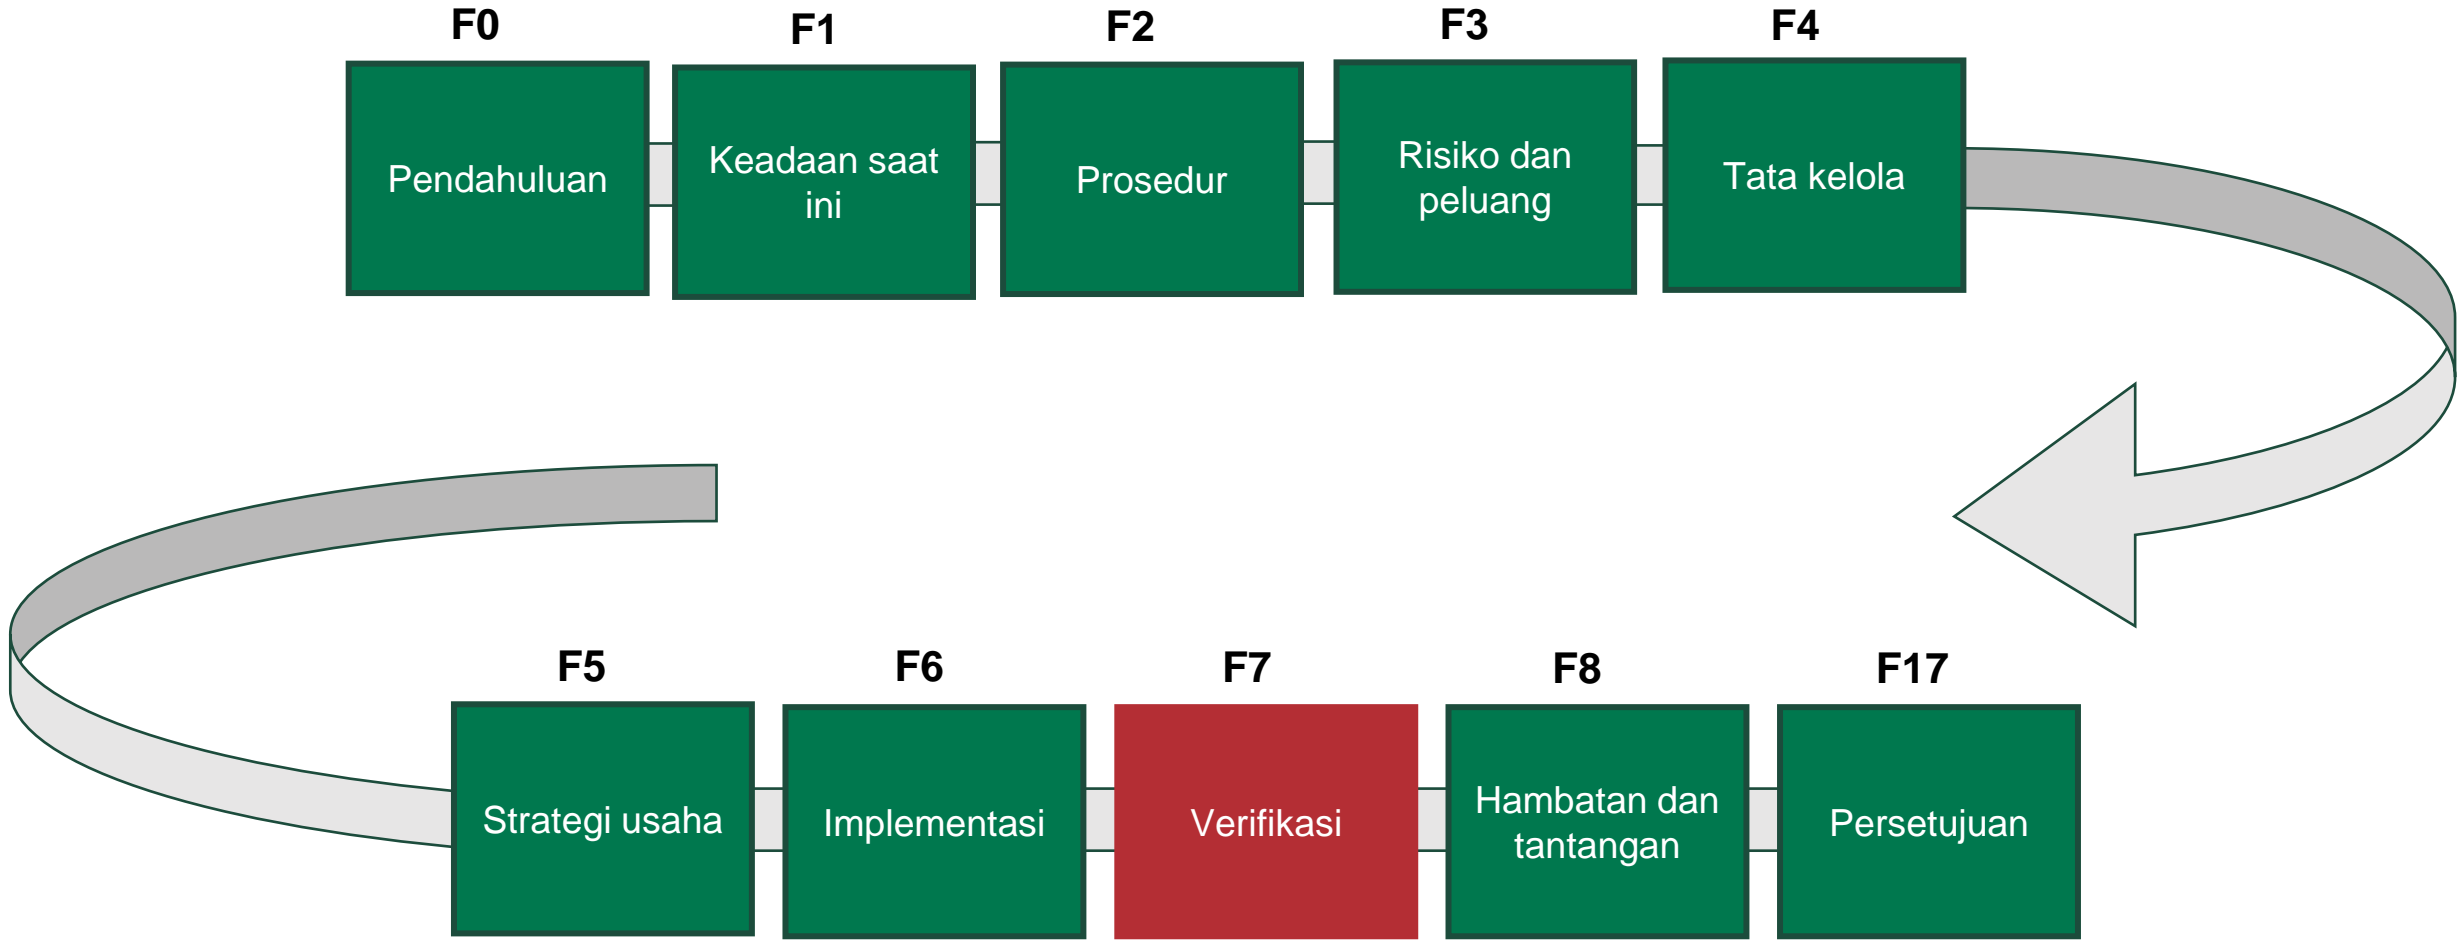 F0
F1
F2
F3
F4
Pendahuluan
Keadaan saat
ini
Prosedur
Risiko dan
peluang
Tata kelola
F5
F6
F7
F8
F17
Strategi usaha
Implementasi
Verifikasi
Hambatan dan
tantangan
Persetujuan